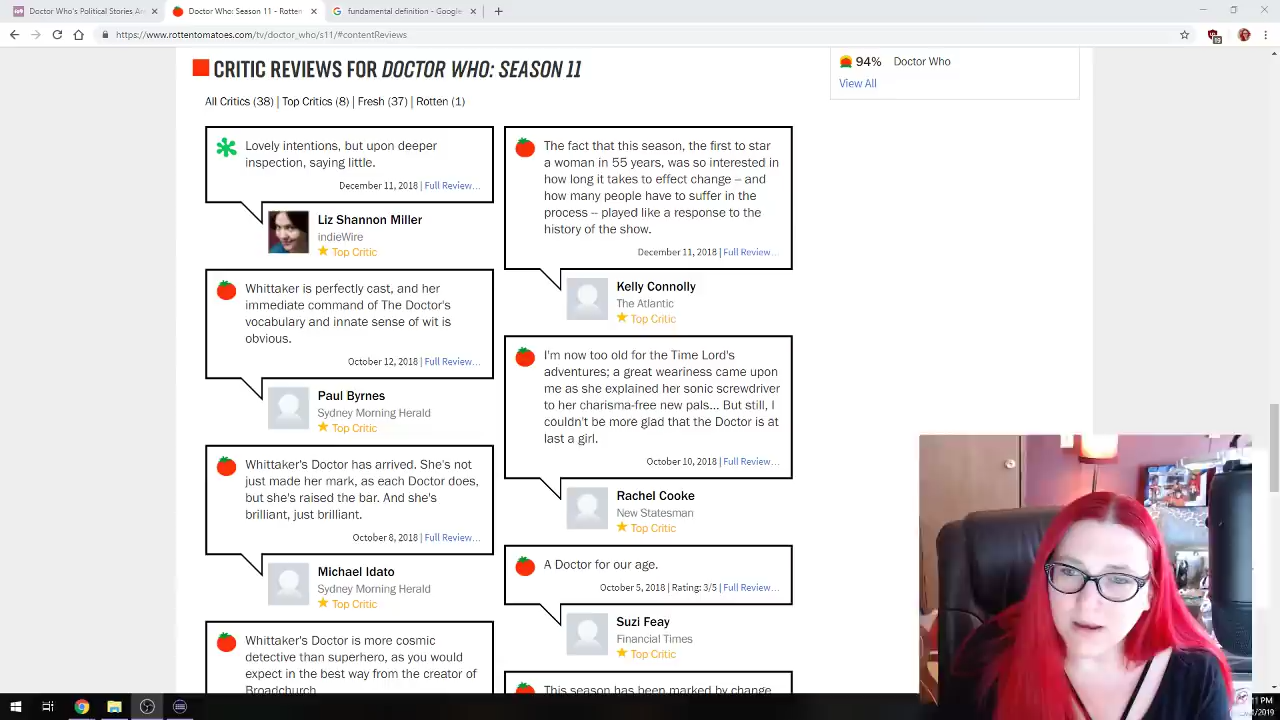 Doctor Who's Political Stories Are
Doctor Who: Season 11 - Rotten
fundamental definition - Google
https://www.rottentomatoes.com/tv/doctor_who/s11/#contentReviews
CRITIC REVIEWS FOR DOCTOR WHO: SEASON 11
All Critics (38) | Top Critics (8) | Fresh (37) | Rotten (1)
94% Doctor Who
View All
Lovely intentions, but upon deeper
inspection, saying little.
December 11, 2018 | Full Review...
Liz Shannon Miller
indieWire
Top Critic
Whittaker is perfectly cast, and her
immediate command of The Doctor's
vocabulary and innate sense of wit is
obvious.
October 12, 2018 | Full Review...
Paul Byrnes
Sydney Morning Herald
Top Critic
Whittaker's Doctor has arrived. She's not
just made her mark, as each Doctor does,
but she's raised the bar. And she's
brilliant, just brilliant.
October 8, 2018 | Full Review...
Michael Idato
Sydney Morning Herald
Top Critic
Whittaker's Doctor is more cosmic
detective than superhero, as you would
expect in the best way from the creator of
Broadchurch.
The fact that this season, the first to star
a woman in 55 years, was so interested in
how long it takes to effect change -- and
how many people have to suffer in the
process -- played like a response to the
history of the show.
December 11, 2018 | Full Review...
Kelly Connolly
The Atlantic
Top Critic
I'm now too old for the Time Lord's
adventures; a great weariness came upon
me as she explained her sonic screwdriver
to her charisma-free new pals... But still, I
couldn't be more glad that the Doctor is at
last a girl.
October 10, 2018 | Full Review...
Rachel Cooke
New Statesman
Top Critic
A Doctor for our age.
October 5, 2018 | Rating: 3/5 | Full Review...
Suzi Feay
Financial Times
Top Critic
This season has been marked by change